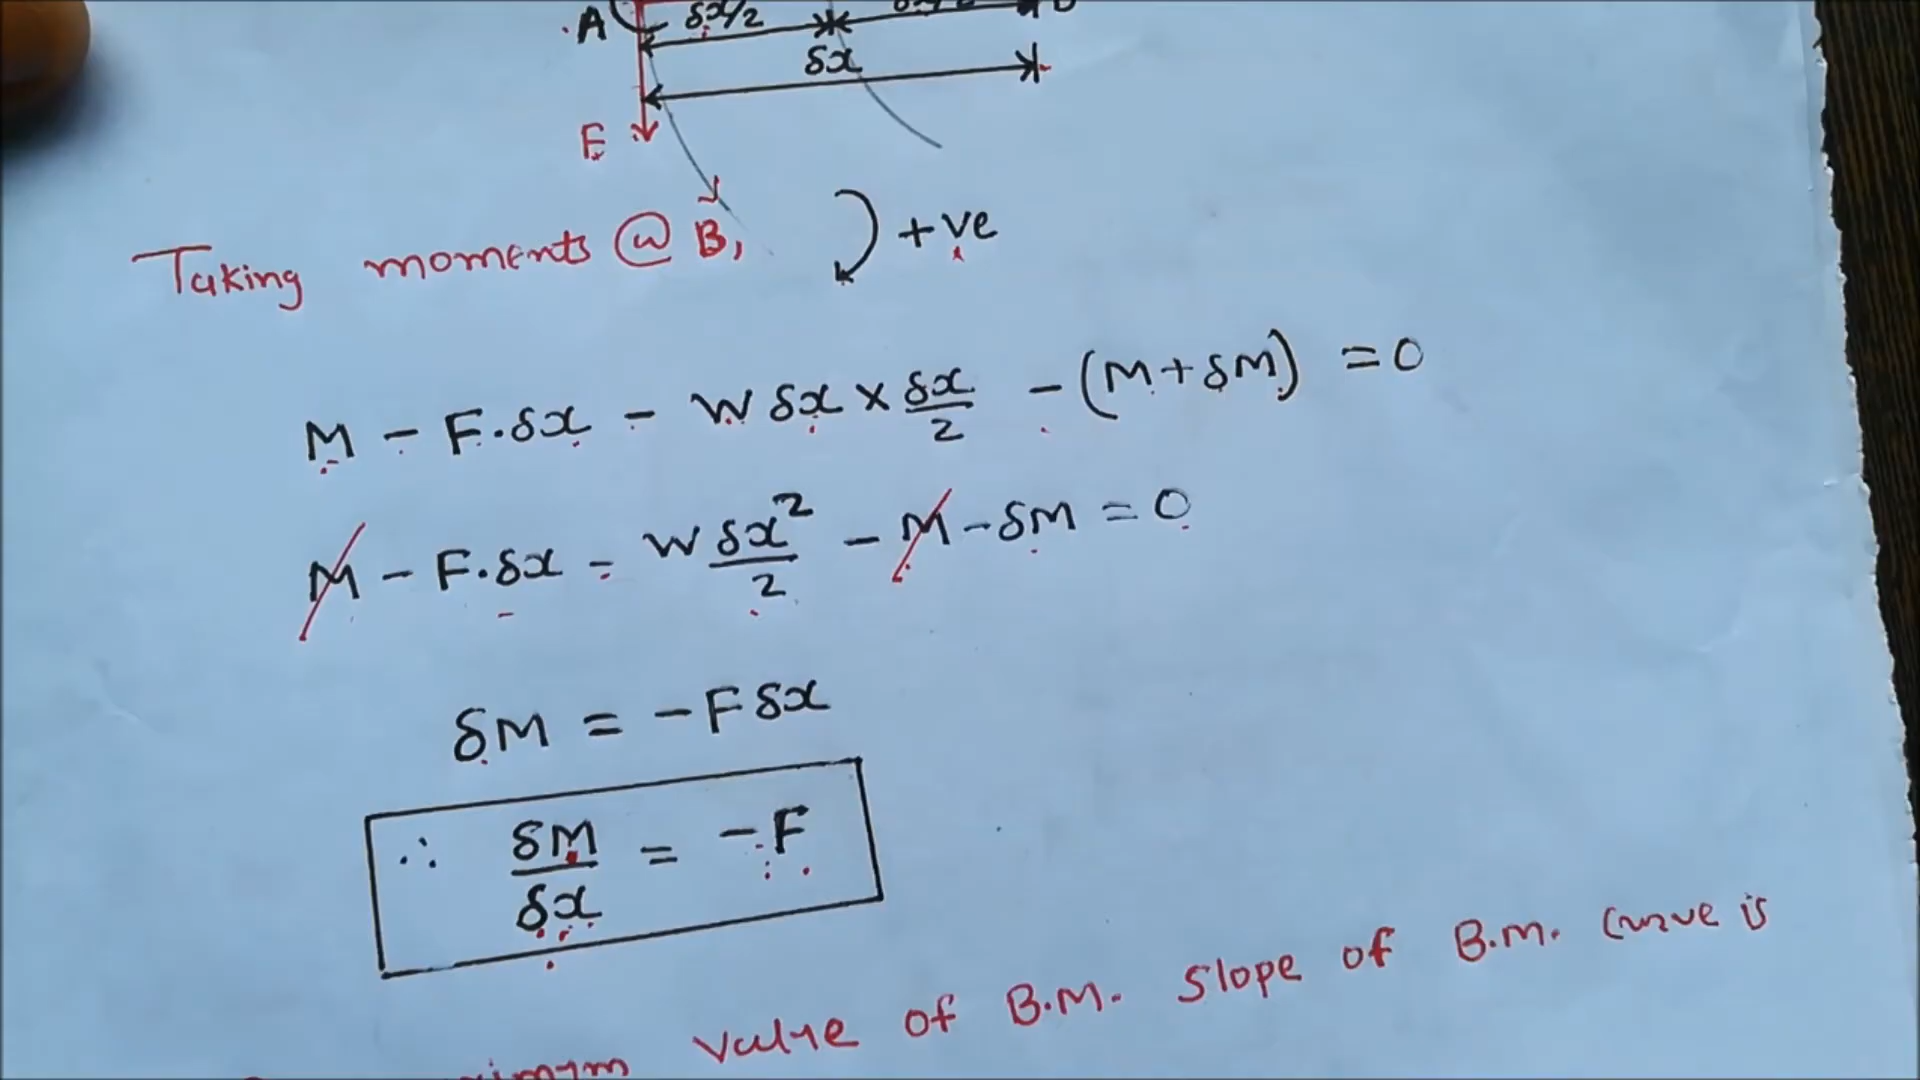 A δx/2
δx
F
Taking moments @ B, +ve
M - F.δx - W δx × δx/2 - (M+δM) = 0
M - F.δx - W δx²/2 - M - δM = 0
δM = -Fδx
∴ δM/δx = -F
value of B.M. slope of B.M. curve is